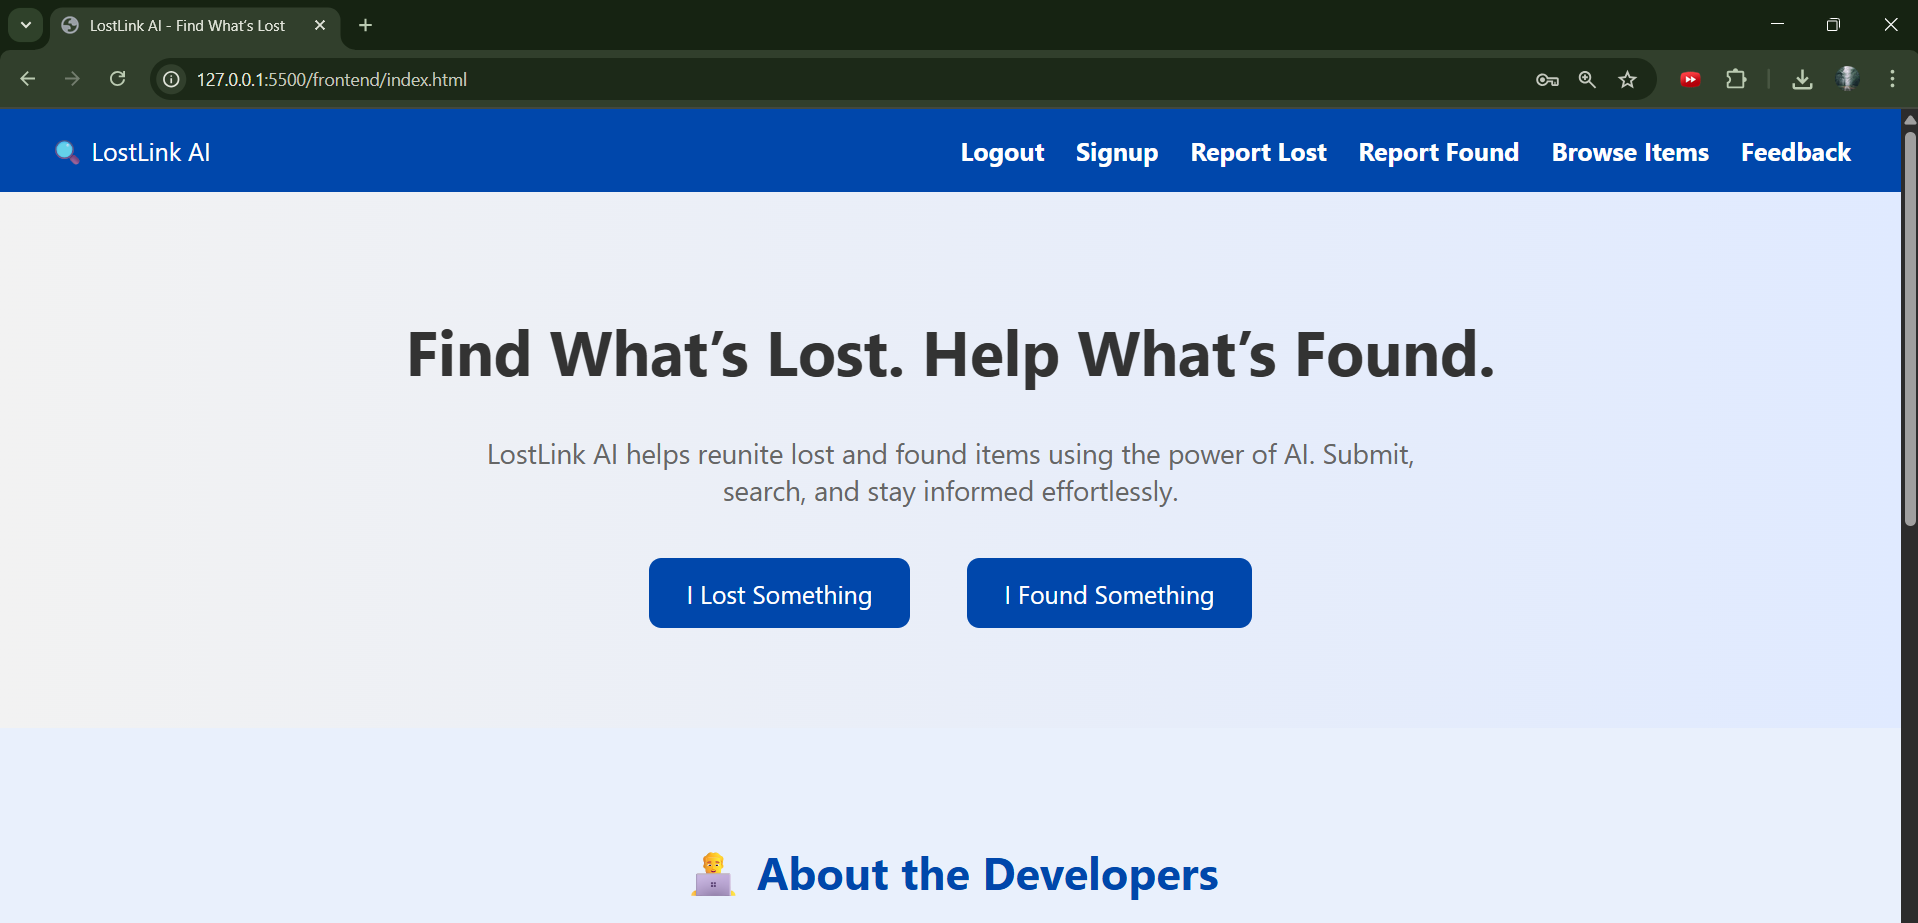 LostLink AI - Find What’s Lost
127.0.0.1:5500/frontend/index.html
LostLink AI
Logout Signup Report Lost Report Found Browse Items Feedback
Find What’s Lost. Help What’s Found.
LostLink AI helps reunite lost and found items using the power of AI. Submit,
search, and stay informed effortlessly.
I Lost Something I Found Something
About the Developers